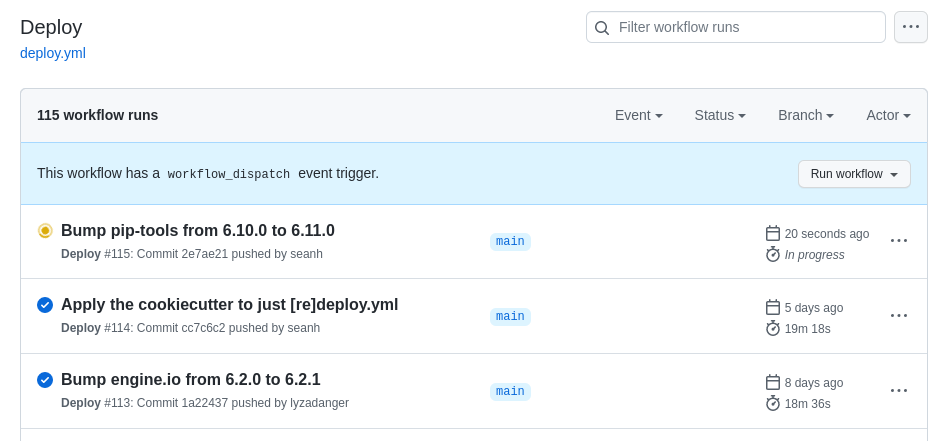 Deploy
Filter workflow runs
deploy.yml
115 workflow runs
Event
Status
Branch
Actor
This workflow has a workflow_dispatch event trigger.
Run workflow
Bump pip-tools from 6.10.0 to 6.11.0
Deploy #115: Commit 2e7ae21 pushed by seanh
main
20 seconds ago
In progress
Apply the cookiecutter to just [re]deploy.yml
Deploy #114: Commit cc7c6c2 pushed by seanh
main
5 days ago
19m 18s
Bump engine.io from 6.2.0 to 6.2.1
Deploy #113: Commit 1a22437 pushed by lyzadanger
main
8 days ago
18m 36s